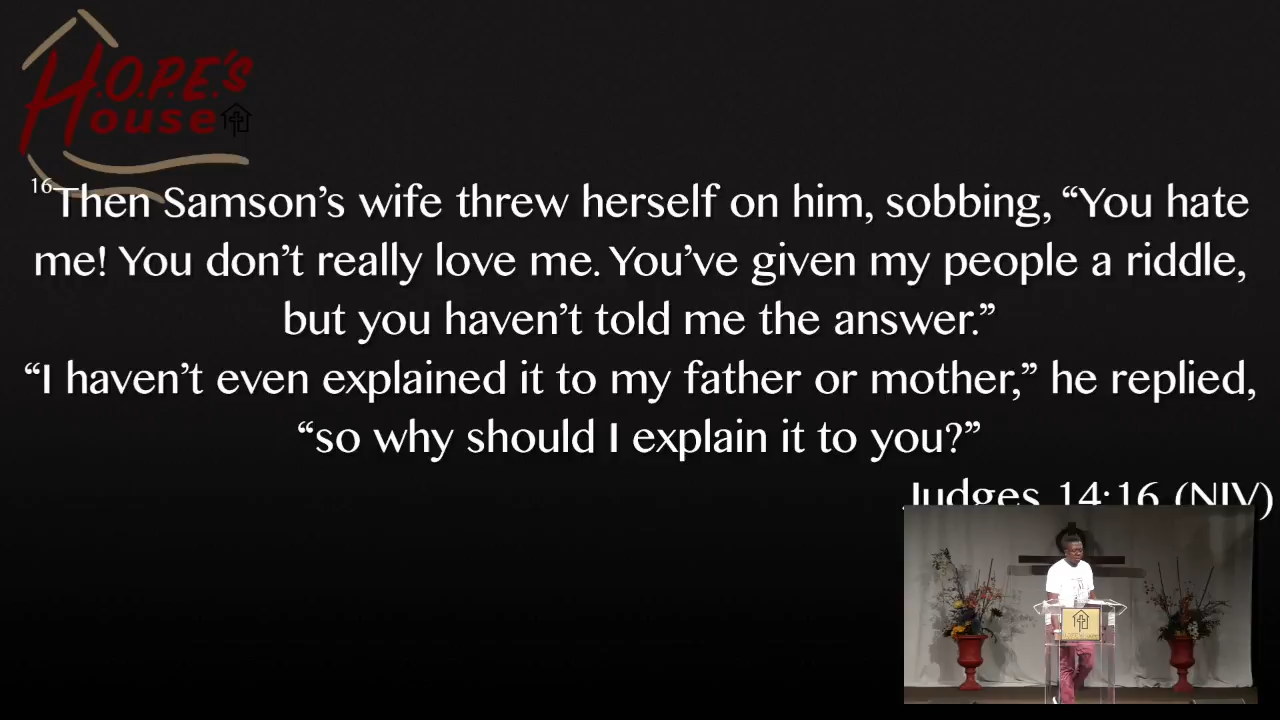 H.O.P.E.'s
House
16Then Samson’s wife threw herself on him, sobbing, “You hate
me! You don’t really love me. You’ve given my people a riddle,
but you haven’t told me the answer.”
“I haven’t even explained it to my father or mother,” he replied,
“so why should I explain it to you?”
Judges 14:16 (NIV)